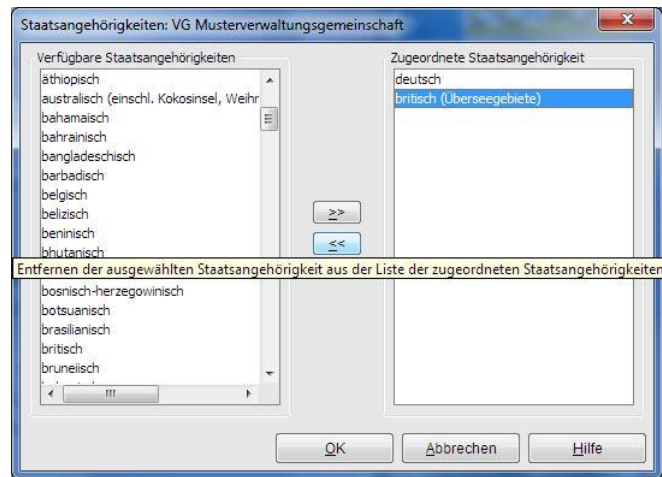 Staatsangehörigkeiten: VG Musterverwaltungsgemeinschaft
Verfügbare Staatsangehörigkeiten
äthiopisch
australisch (einschl. Kokosinsel, Weihr
bahamaisch
bahrainisch
bangladeschisch
barbadisch
belgisch
belizisch
beninisch
bhutanisch
bosnisch-herzegowinisch
botsuanisch
brasilianisch
britisch
bruneiisch
>>
<<
Entfernen der ausgewählten Staatsangehörigkeit aus der Liste der zugeordneten Staatsangehörigkeiten
Zugeordnete Staatsangehörigkeit
deutsch
britisch (Überseegebiete)
OK
Abbrechen
Hilfe